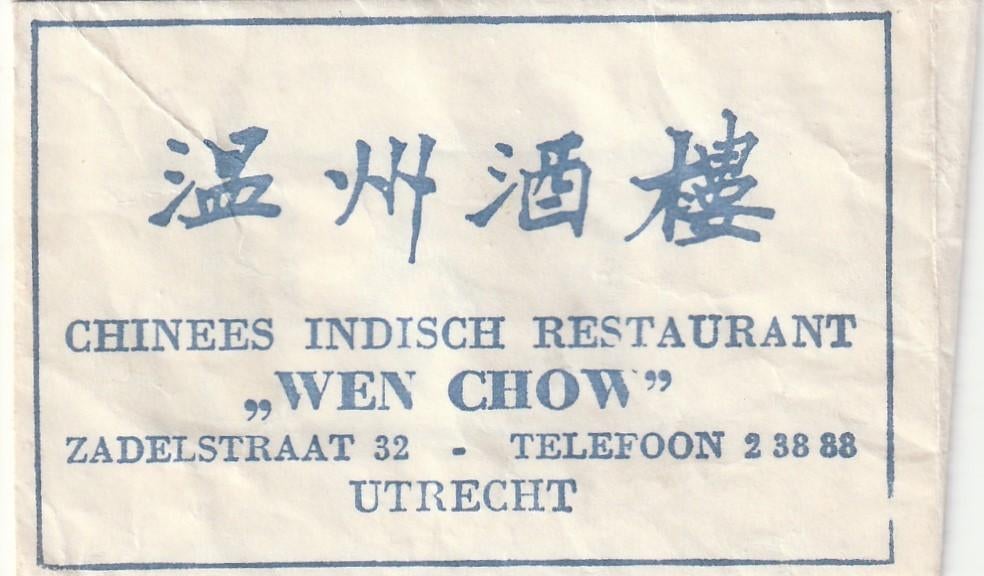 温州酒樓
CHINEES INDISCH RESTAURANT
„WEN CHOW”
ZADELSTRAAT 32 - TELEFOON 2 38 88
UTRECHT